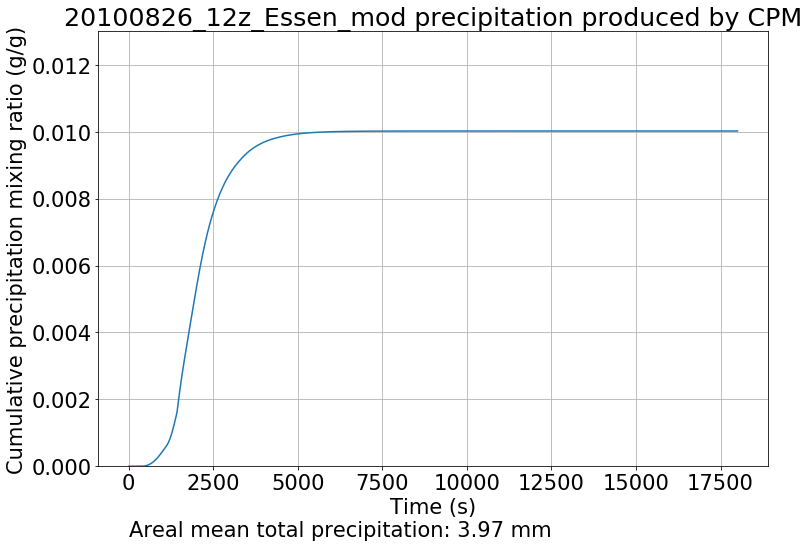 20100826_12z_Essen_mod precipitation produced by CPM
Cumulative precipitation mixing ratio (g/g)
0.012
0.010
0.008
0.006
0.004
0.002
0.000
0 2500 5000 7500 10000 12500 15000 17500
Time (s)
Areal mean total precipitation: 3.97 mm